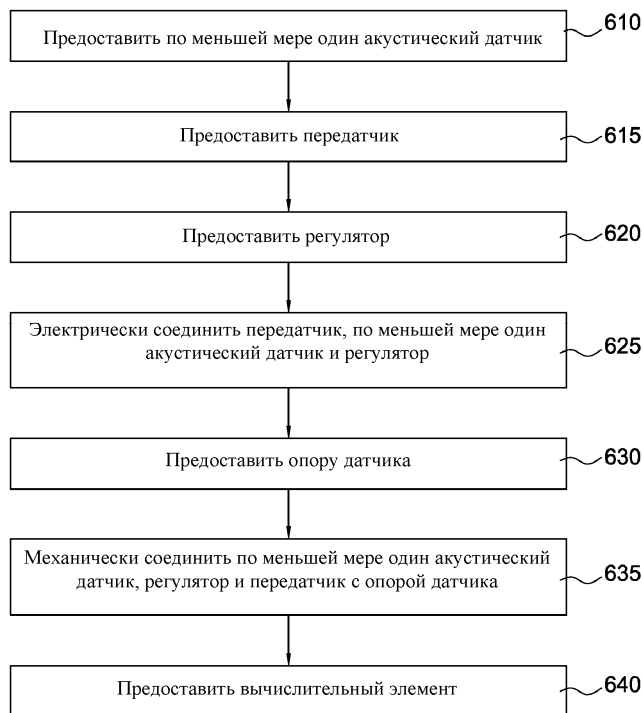 Предоставить по меньшей мере один акустический датчик
610
Предоставить передатчик
615
Предоставить регулятор
620
Электрически соединить передатчик, по меньшей мере один
акустический датчик и регулятор
625
Предоставить опору датчика
630
Механически соединить по меньшей мере один акустический
датчик, регулятор и передатчик с опорой датчика
635
Предоставить вычислительный элемент
640